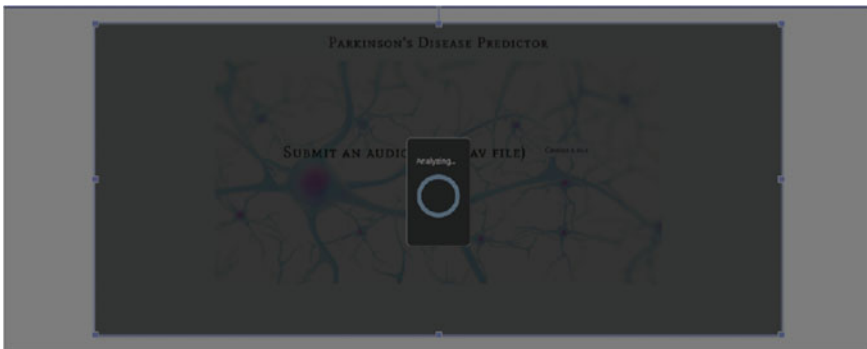 PARKINSON'S DISEASE PREDICTOR
SUBMIT AN AUDIO AV FILE)
Analyzing...